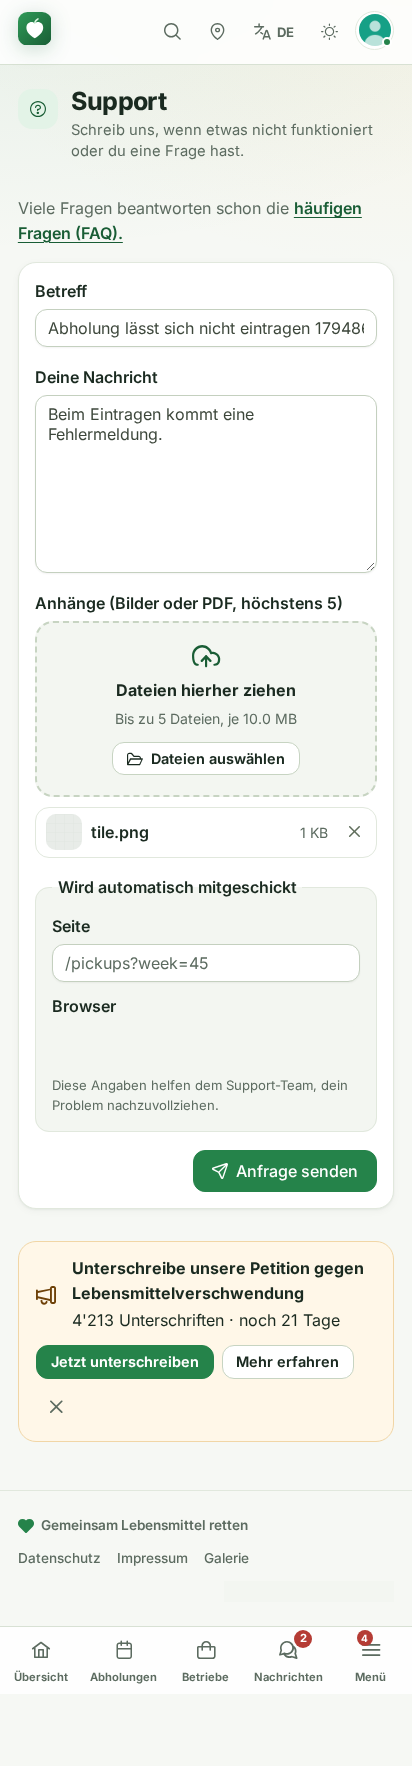 DE
Support
Schreib uns, wenn etwas nicht funktioniert
oder du eine Frage hast.
Viele Fragen beantworten schon die häufigen
Fragen (FAQ).
Betreff
Abholung lässt sich nicht eintragen 179486
Deine Nachricht
Beim Eintragen kommt eine
Fehlermeldung.
Anhänge (Bilder oder PDF, höchstens 5)
Dateien hierher ziehen
Bis zu 5 Dateien, je 10.0 MB
Dateien auswählen
tile.png 1 KB
Wird automatisch mitgeschickt
Seite
/pickups?week=45
Browser
Diese Angaben helfen dem Support-Team, dein
Problem nachzuvollziehen.
Anfrage senden
Unterschreibe unsere Petition gegen
Lebensmittelverschwendung
4'213 Unterschriften · noch 21 Tage
Jetzt unterschreiben Mehr erfahren
Gemeinsam Lebensmittel retten
Datenschutz Impressum Galerie
2 4
Übersicht Abholungen Betriebe Nachrichten Menü